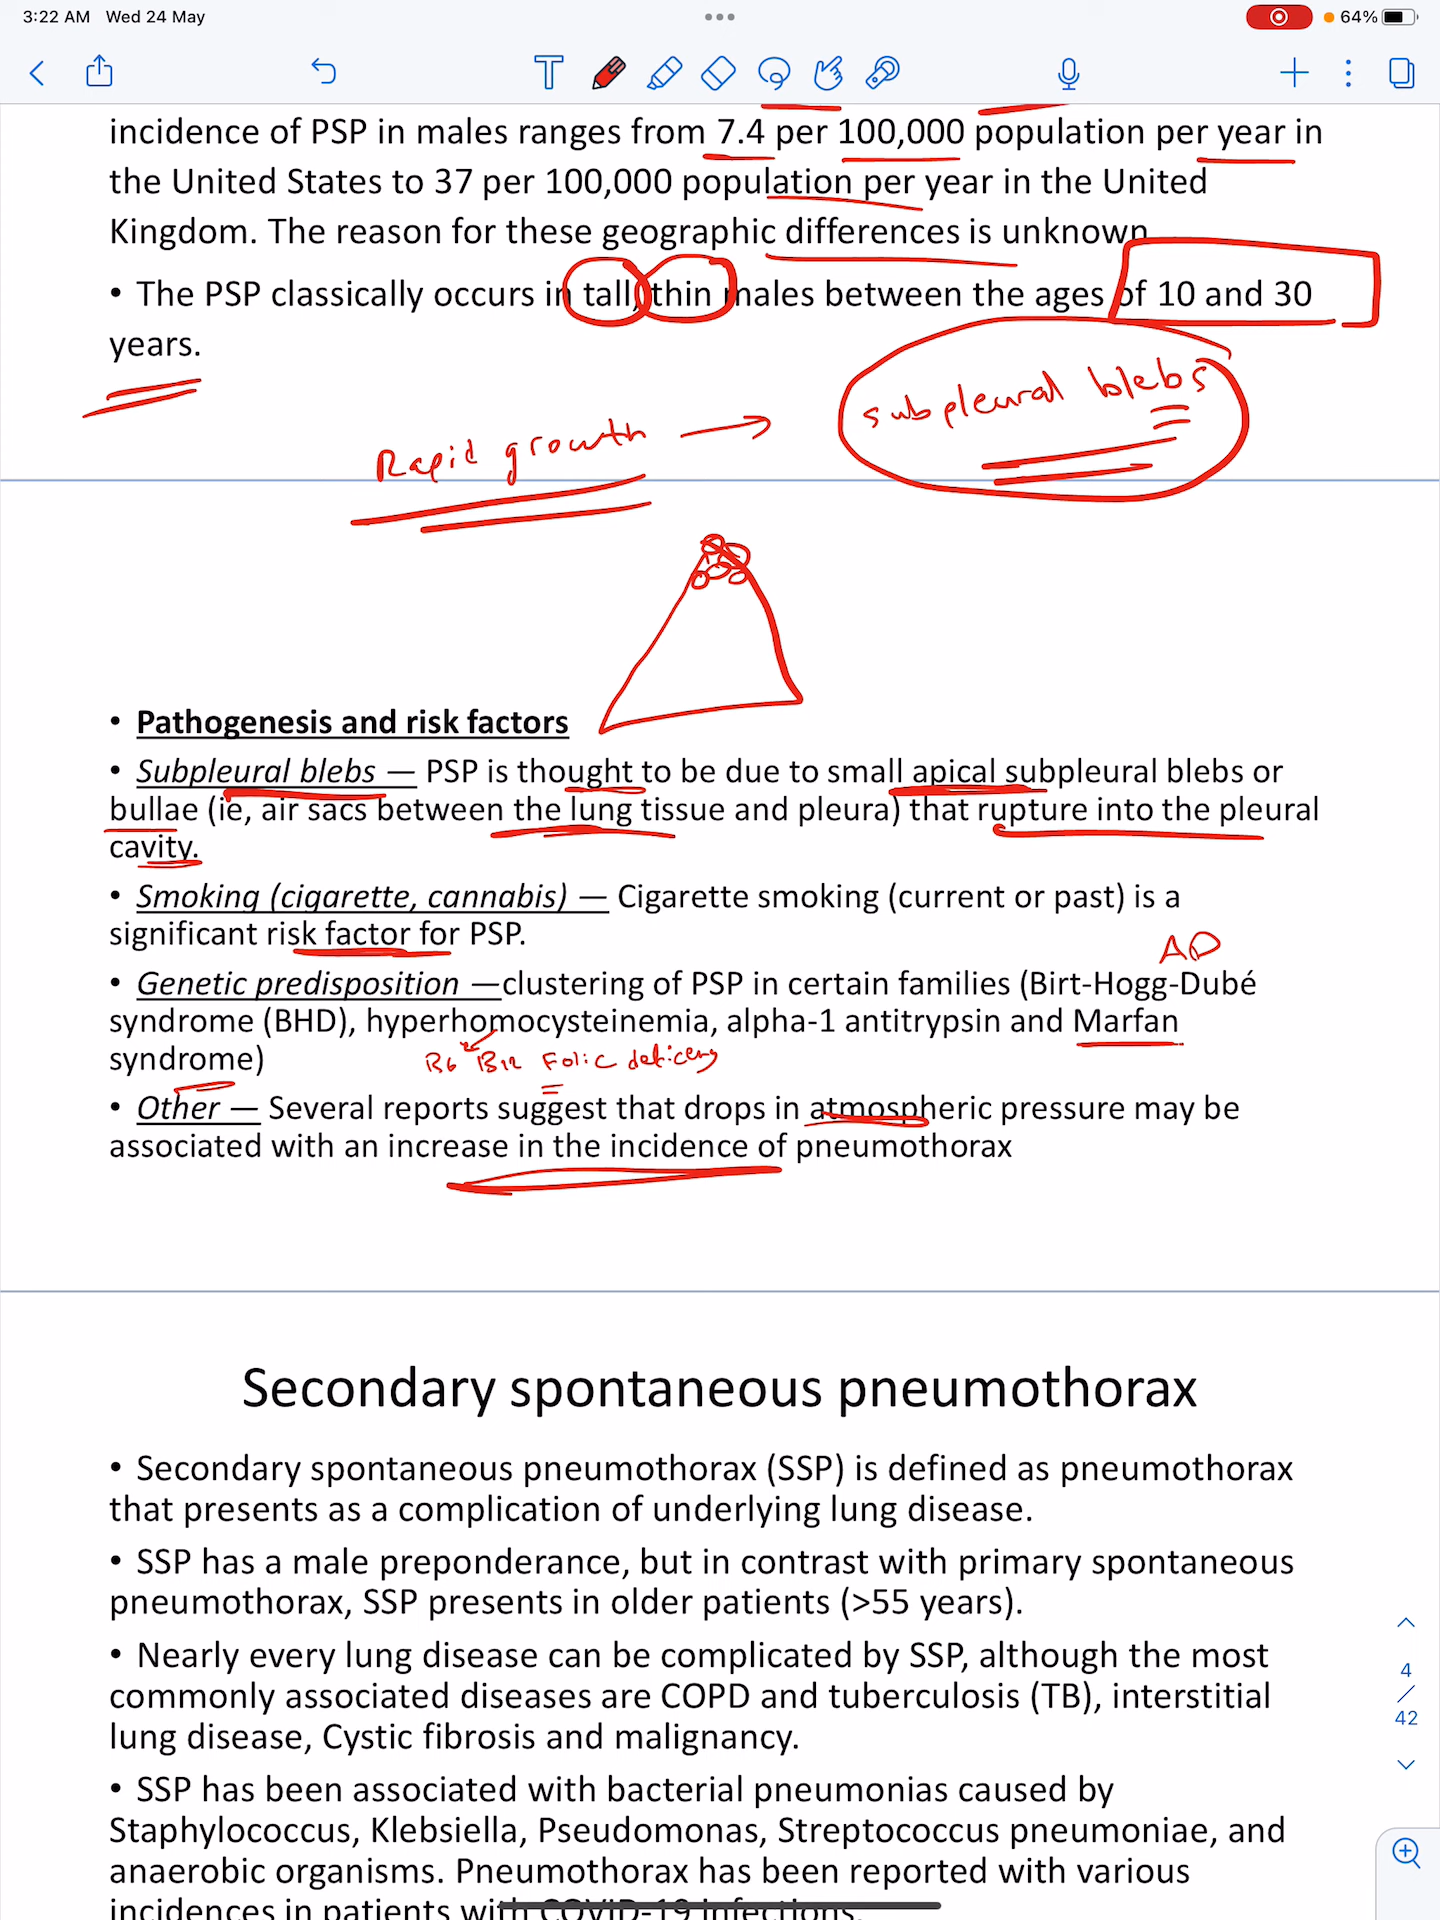 3:22 AM Wed 24 May
64%
incidence of PSP in males ranges from 7.4 per 100,000 population per year in
the United States to 37 per 100,000 population per year in the United
Kingdom. The reason for these geographic differences is unknown
• The PSP classically occurs in tall, thin males between the ages of 10 and 30
years.
subpleural blebs
Rapid growth →
• Pathogenesis and risk factors
• Subpleural blebs — PSP is thought to be due to small apical subpleural blebs or
bullae (ie, air sacs between the lung tissue and pleura) that rupture into the pleural
cavity.
• Smoking (cigarette, cannabis) — Cigarette smoking (current or past) is a
significant risk factor for PSP.
AD
• Genetic predisposition —clustering of PSP in certain families (Birt-Hogg-Dubé
syndrome (BHD), hyperhomocysteinemia, alpha-1 antitrypsin and Marfan
syndrome)
B6 B12 Folic
• Other — Several reports suggest that drops in atmospheric pressure may be
associated with an increase in the incidence of pneumothorax
Secondary spontaneous pneumothorax
• Secondary spontaneous pneumothorax (SSP) is defined as pneumothorax
that presents as a complication of underlying lung disease.
• SSP has a male preponderance, but in contrast with primary spontaneous
pneumothorax, SSP presents in older patients (>55 years).
• Nearly every lung disease can be complicated by SSP, although the most
commonly associated diseases are COPD and tuberculosis (TB), interstitial
lung disease, Cystic fibrosis and malignancy.
• SSP has been associated with bacterial pneumonias caused by
Staphylococcus, Klebsiella, Pseudomonas, Streptococcus pneumoniae, and
anaerobic organisms. Pneumothorax has been reported with various
incidences in patients with COVID-19 infections.
4
/
42